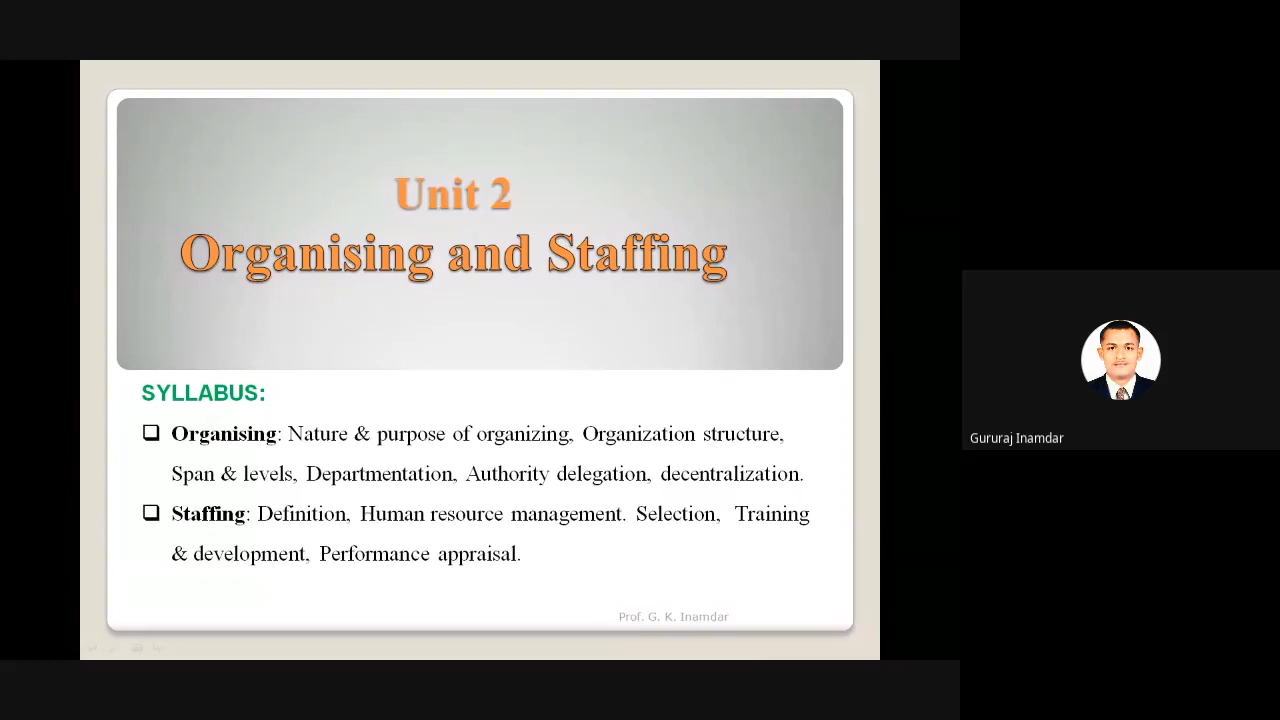 Unit 2
Organising and Staffing
SYLLABUS:
Organising: Nature & purpose of organizing, Organization structure,
Span & levels, Departmentation, Authority delegation, decentralization.
Staffing: Definition, Human resource management. Selection, Training
& development, Performance appraisal.
Prof. G. K. Inamdar
Gururaj Inamdar